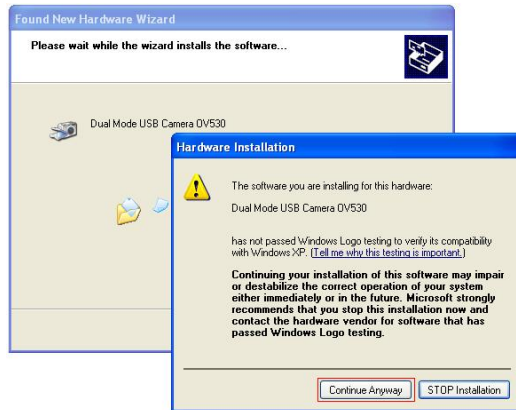 Found New Hardware Wizard
Please wait while the wizard installs the software...
Dual Mode USB Camera OV530
Hardware Installation
The software you are installing for this hardware:
Dual Mode USB Camera OV530
has not passed Windows Logo testing to verify its compatibility
with Windows XP. (Tell me why this testing is important.)
Continuing your installation of this software may impair
or destabilize the correct operation of your system
either immediately or in the future. Microsoft strongly
recommends that you stop this installation now and
contact the hardware vendor for software that has
passed Windows Logo testing.
Continue Anyway
STOP Installation